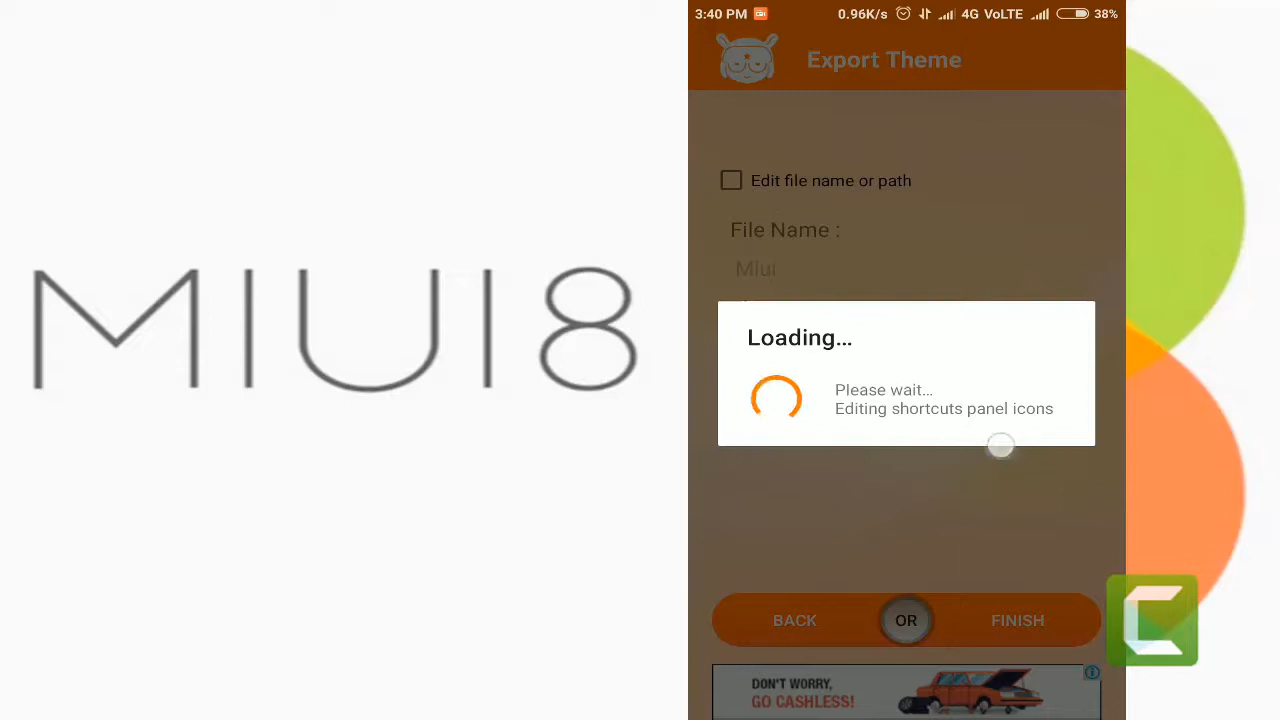 MIUI8
3:40 PM 0.96K/s 4G VoLTE 38%
Export Theme
Edit file name or path
File Name :
Miui
Loading...
Please wait...
Editing shortcuts panel icons
BACK OR FINISH
DON'T WORRY,
GO CASHLESS!